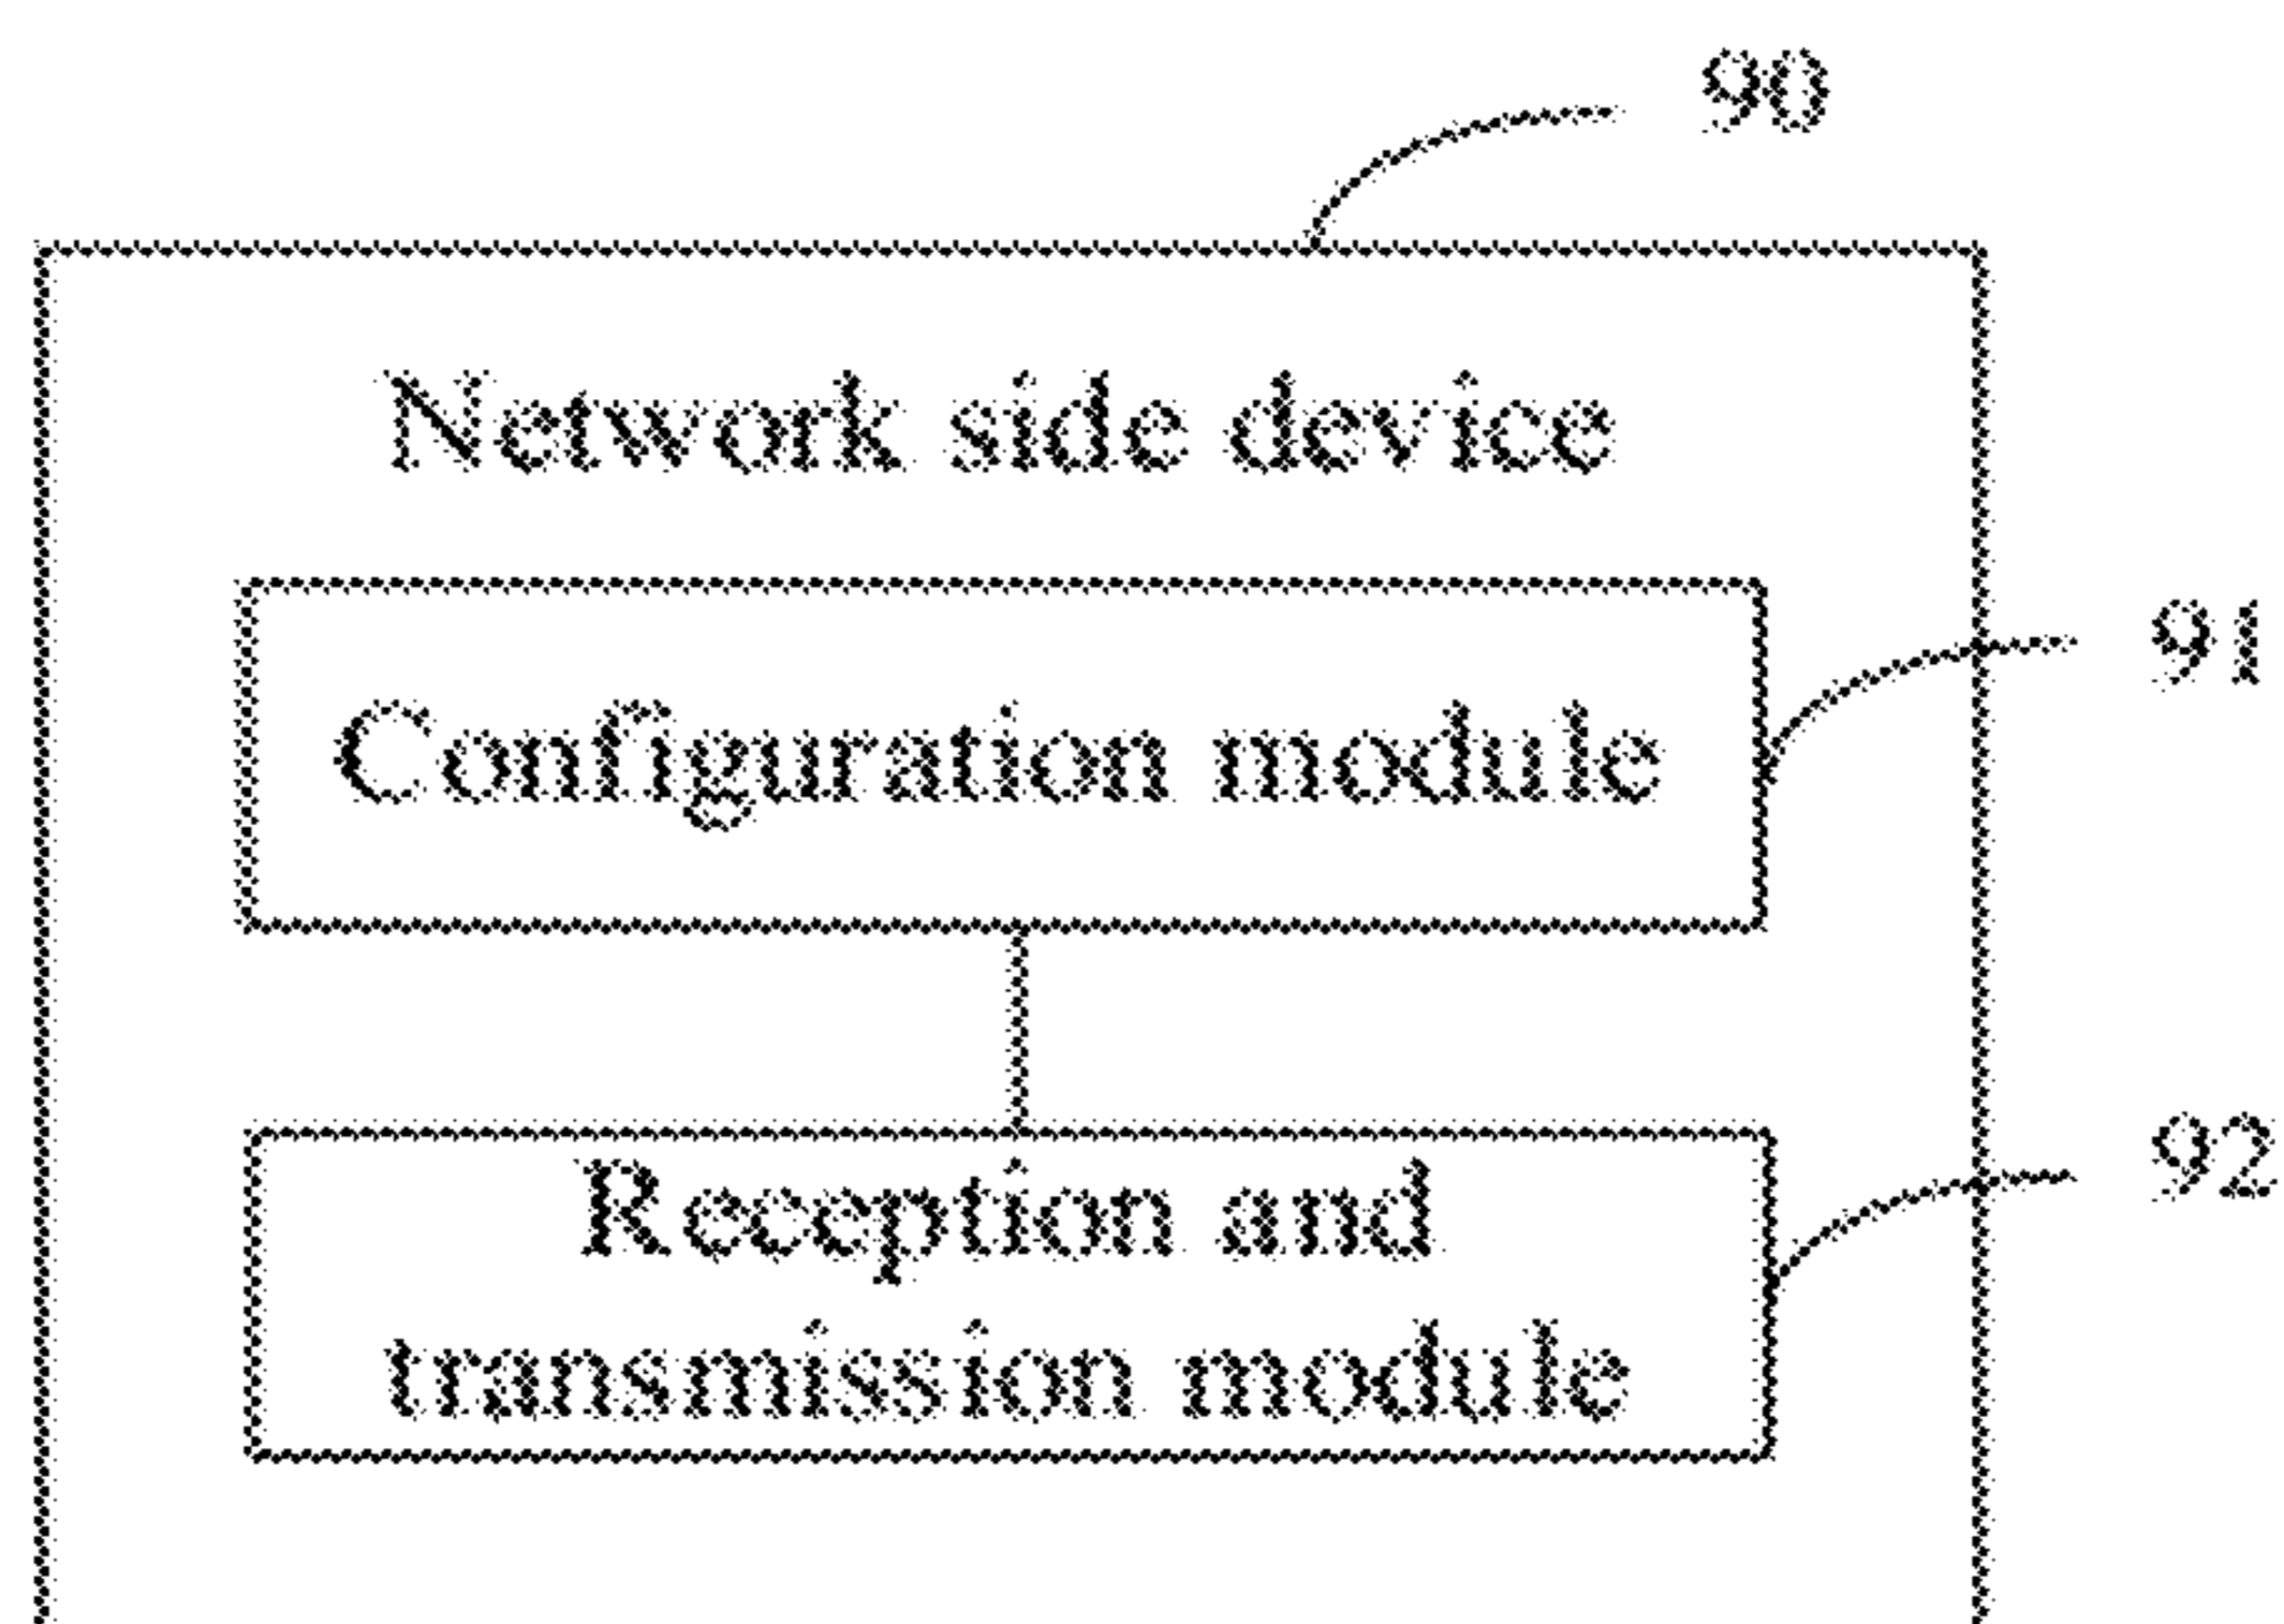 90
Network side device
91
Configuration module
92
Reception and
transmission module